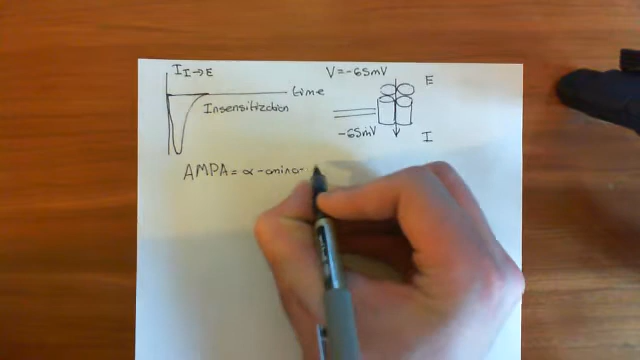 I I→E
time
Insensitization
V=-65mV
E
-65mV
I
AMPA = α-amino-